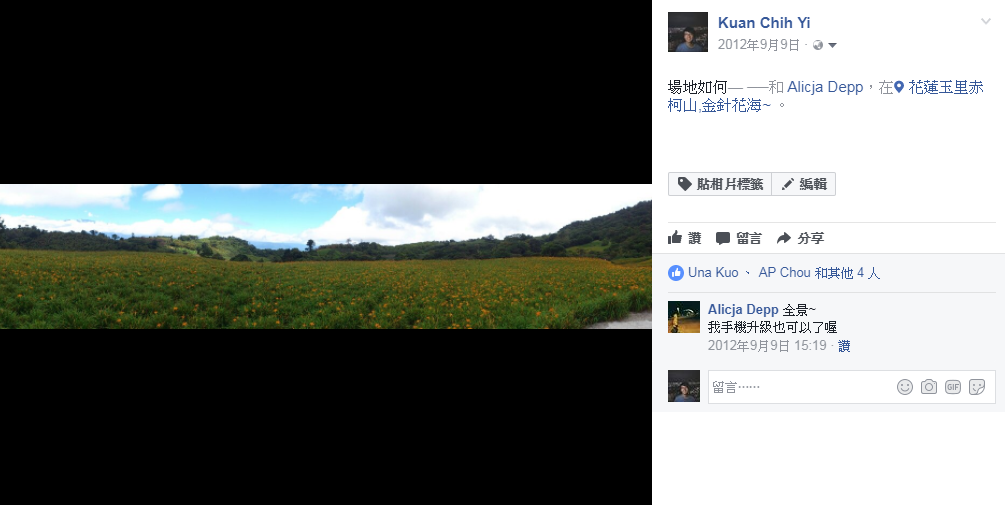 Kuan Chih Yi
2012年9月9日 ·
場地如何— —和 Alicja Depp，在 花蓮玉里赤
柯山,金針花海~ 。
貼相片標籤 編輯
讚 留言 分享
Una Kuo 、 AP Chou 和其他 4 人
Alicja Depp 全景~
我手機升級也可以了喔
2012年9月9日 15:19 · 讚
留言⋯⋯ GIF